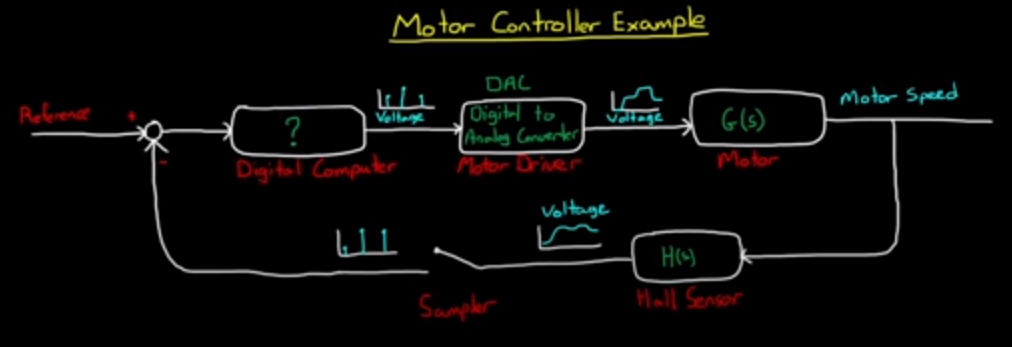 Motor Controller Example
Reference
+
-
?
Digital Computer
Voltage
DAC
Digital to
Analog Converter
Motor Driver
Voltage
G(s)
Motor
Motor Speed
Voltage
H(s)
Hall Sensor
Sampler